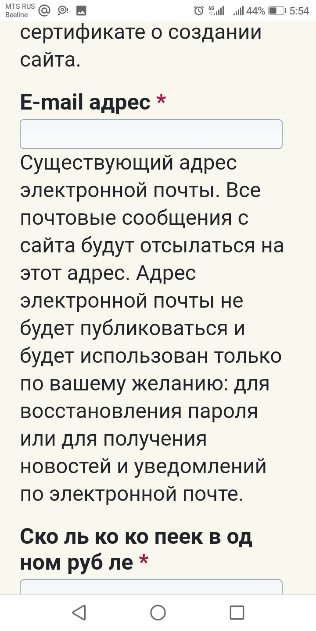 MTS RUS
Beeline
44% 5:54
сертификате о создании
сайта.
E-mail адрес *
Существующий адрес
электронной почты. Все
почтовые сообщения с
сайта будут отсылаться на
этот адрес. Адрес
электронной почты не
будет публиковаться и
будет использован только
по вашему желанию: для
восстановления пароля
или для получения
новостей и уведомлений
по электронной почте.
Ско ль ко ко пеек в од
ном руб ле *